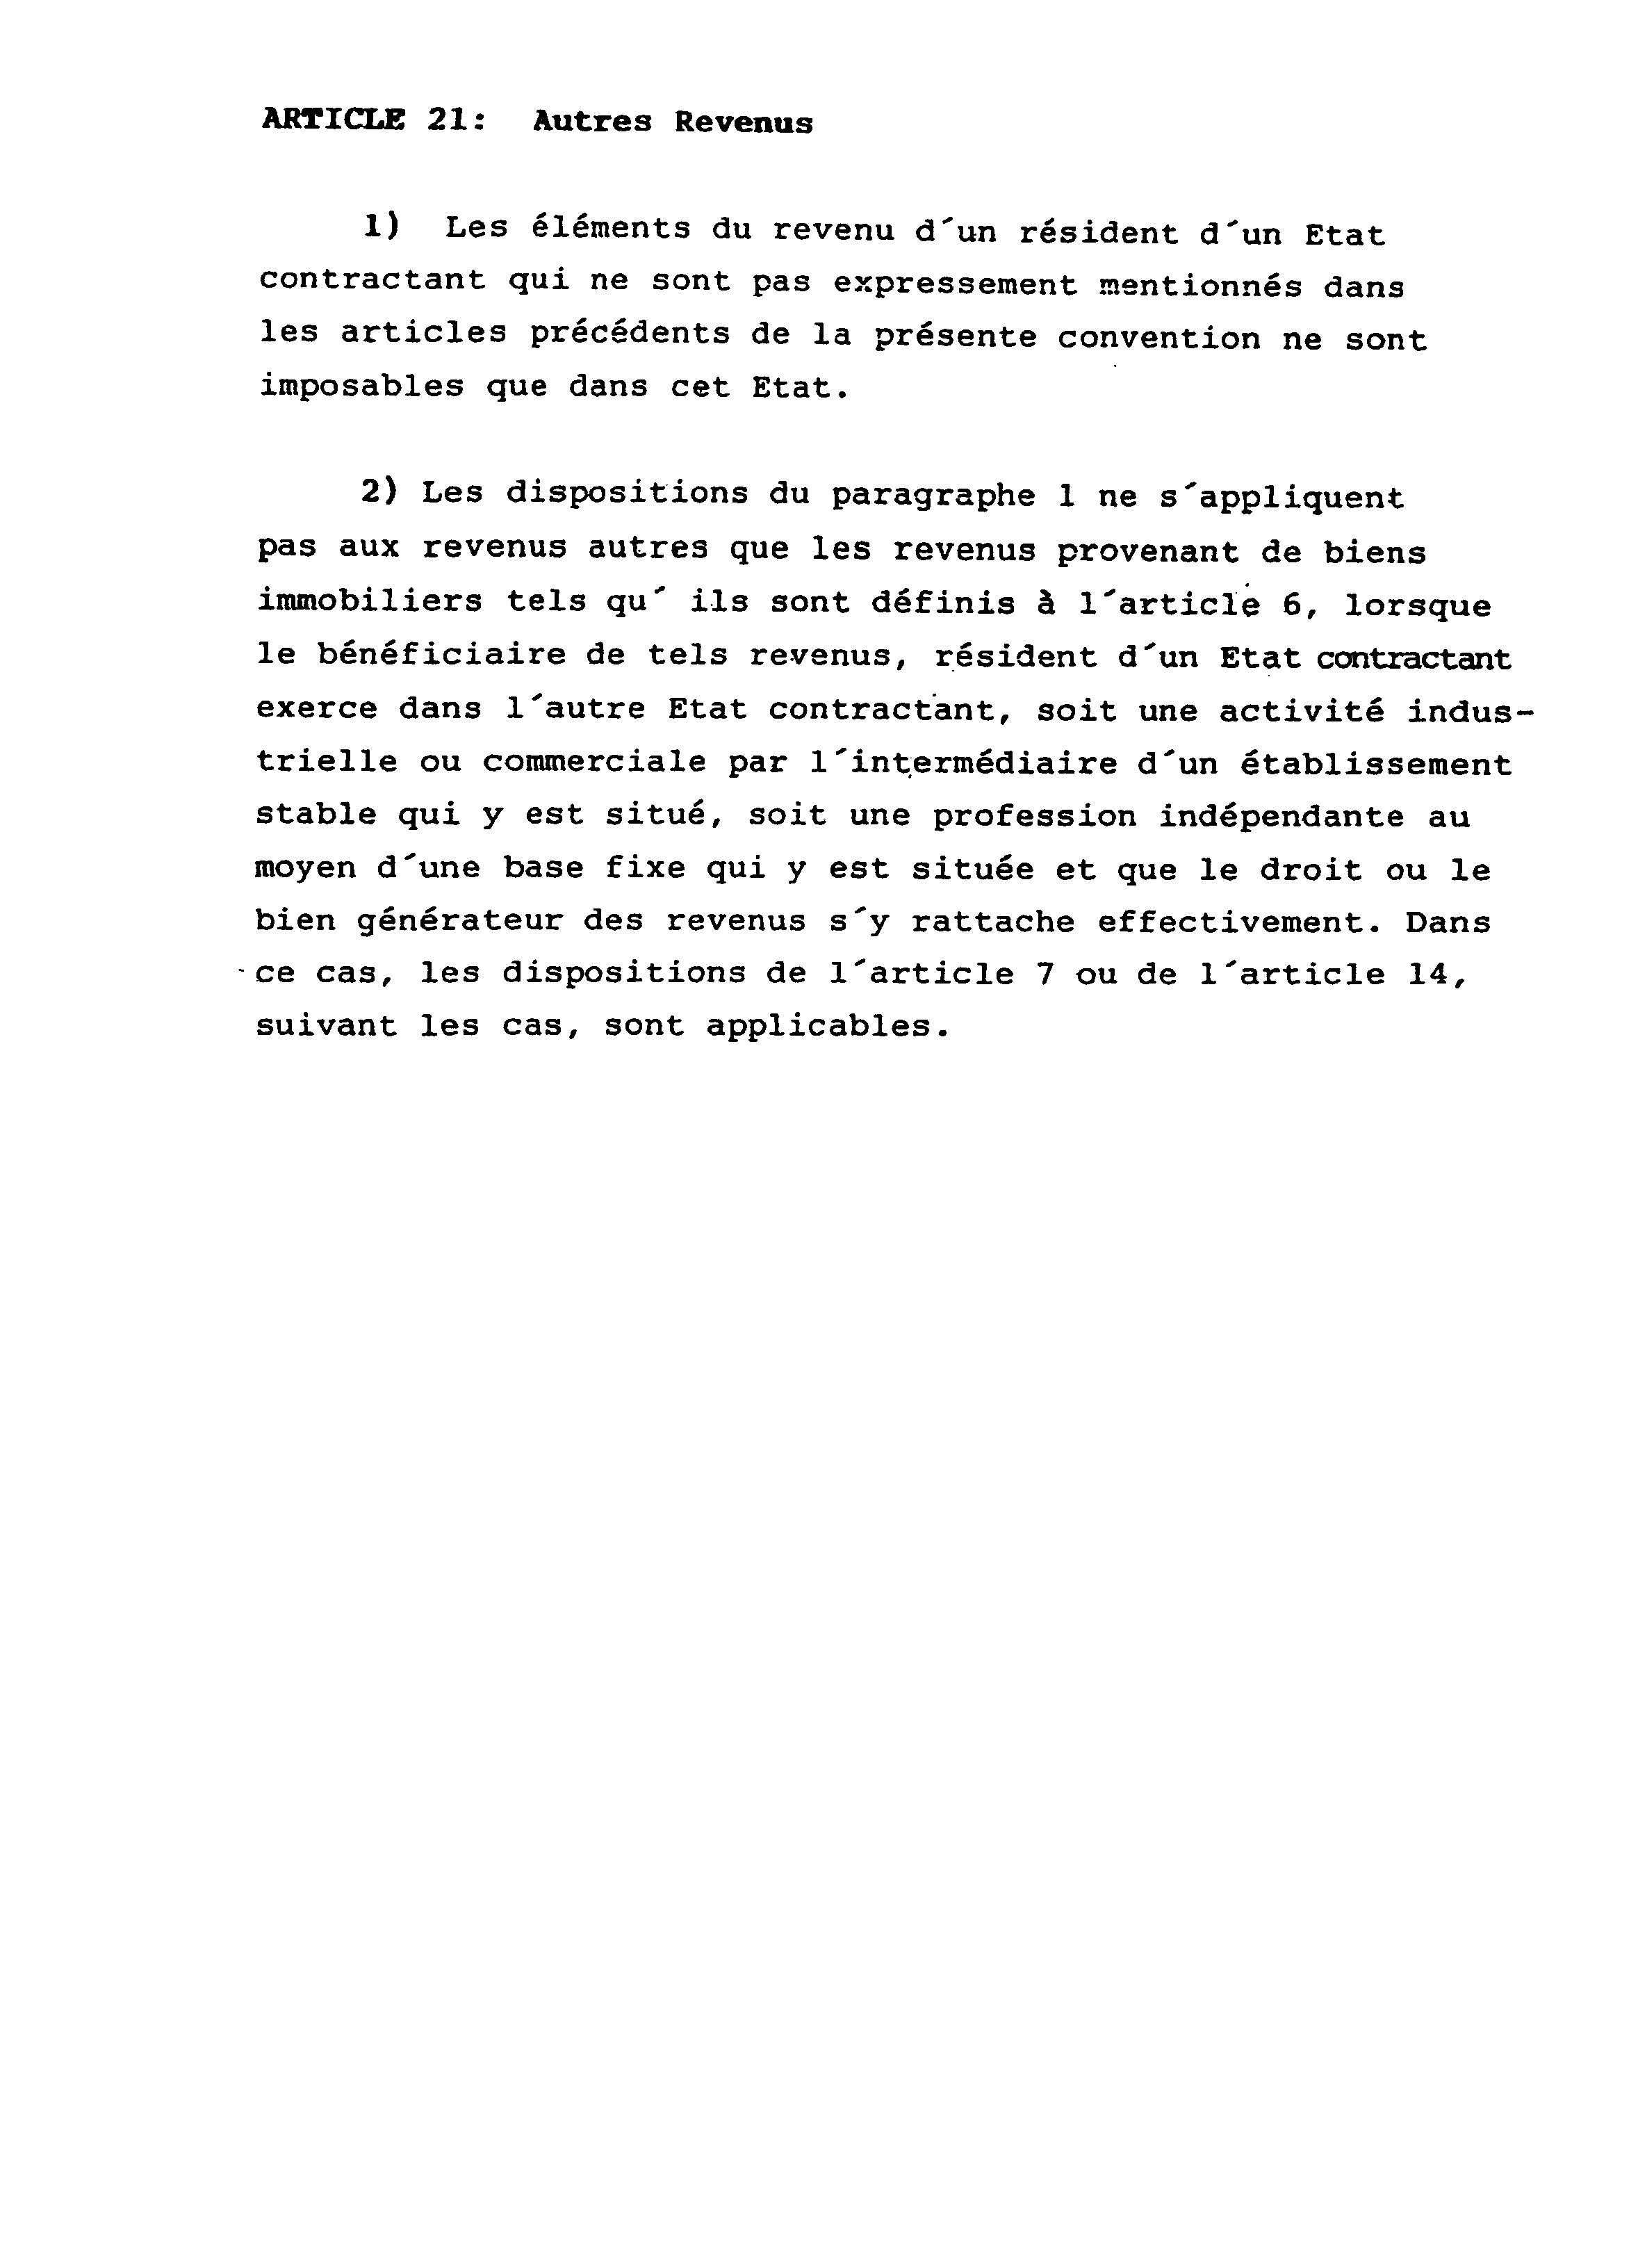 ARTICLE 21: Autres Revenus
1) Les éléments du revenu d´un résident d´un Etat
contractant qui ne sont pas expressement mentionnés dans
les articles précédents de la présente convention ne sont
imposables que dans cet Etat.
2) Les dispositions du paragraphe 1 ne s´appliquent
pas aux revenus autres que les revenus provenant de biens
immobiliers tels qu´ ils sont définis à l´article 6, lorsque
le bénéficiaire de tels revenus, résident d´un Etat contractant
exerce dans l´autre Etat contractant, soit une activité indus-
trielle ou commerciale par l´intermédiaire d´un établissement
stable qui y est situé, soit une profession indépendante au
moyen d´une base fixe qui y est située et que le droit ou le
bien générateur des revenus s´y rattache effectivement. Dans
ce cas, les dispositions de l´article 7 ou de l´article 14,
suivant les cas, sont applicables.